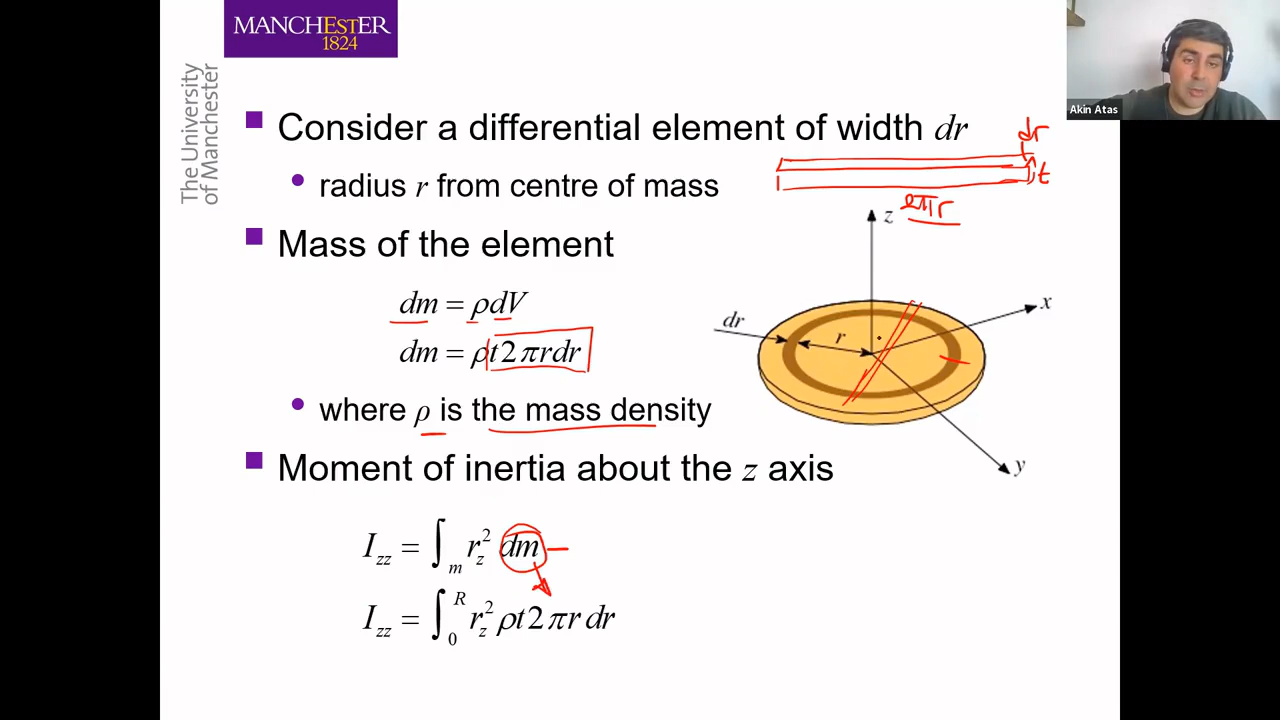 MANCHESTER
1824
The University
of Manchester
Akin Atas
Consider a differential element of width dr
radius r from centre of mass
dr
t
2πr
Mass of the element
dm = ρdV
dm = ρt2πrdr
where ρ is the mass density
z
x
dr
r
y
Moment of inertia about the z axis
I_zz = ∫_m r_z^2 dm
I_zz = ∫_0^R r_z^2 ρt2πr dr